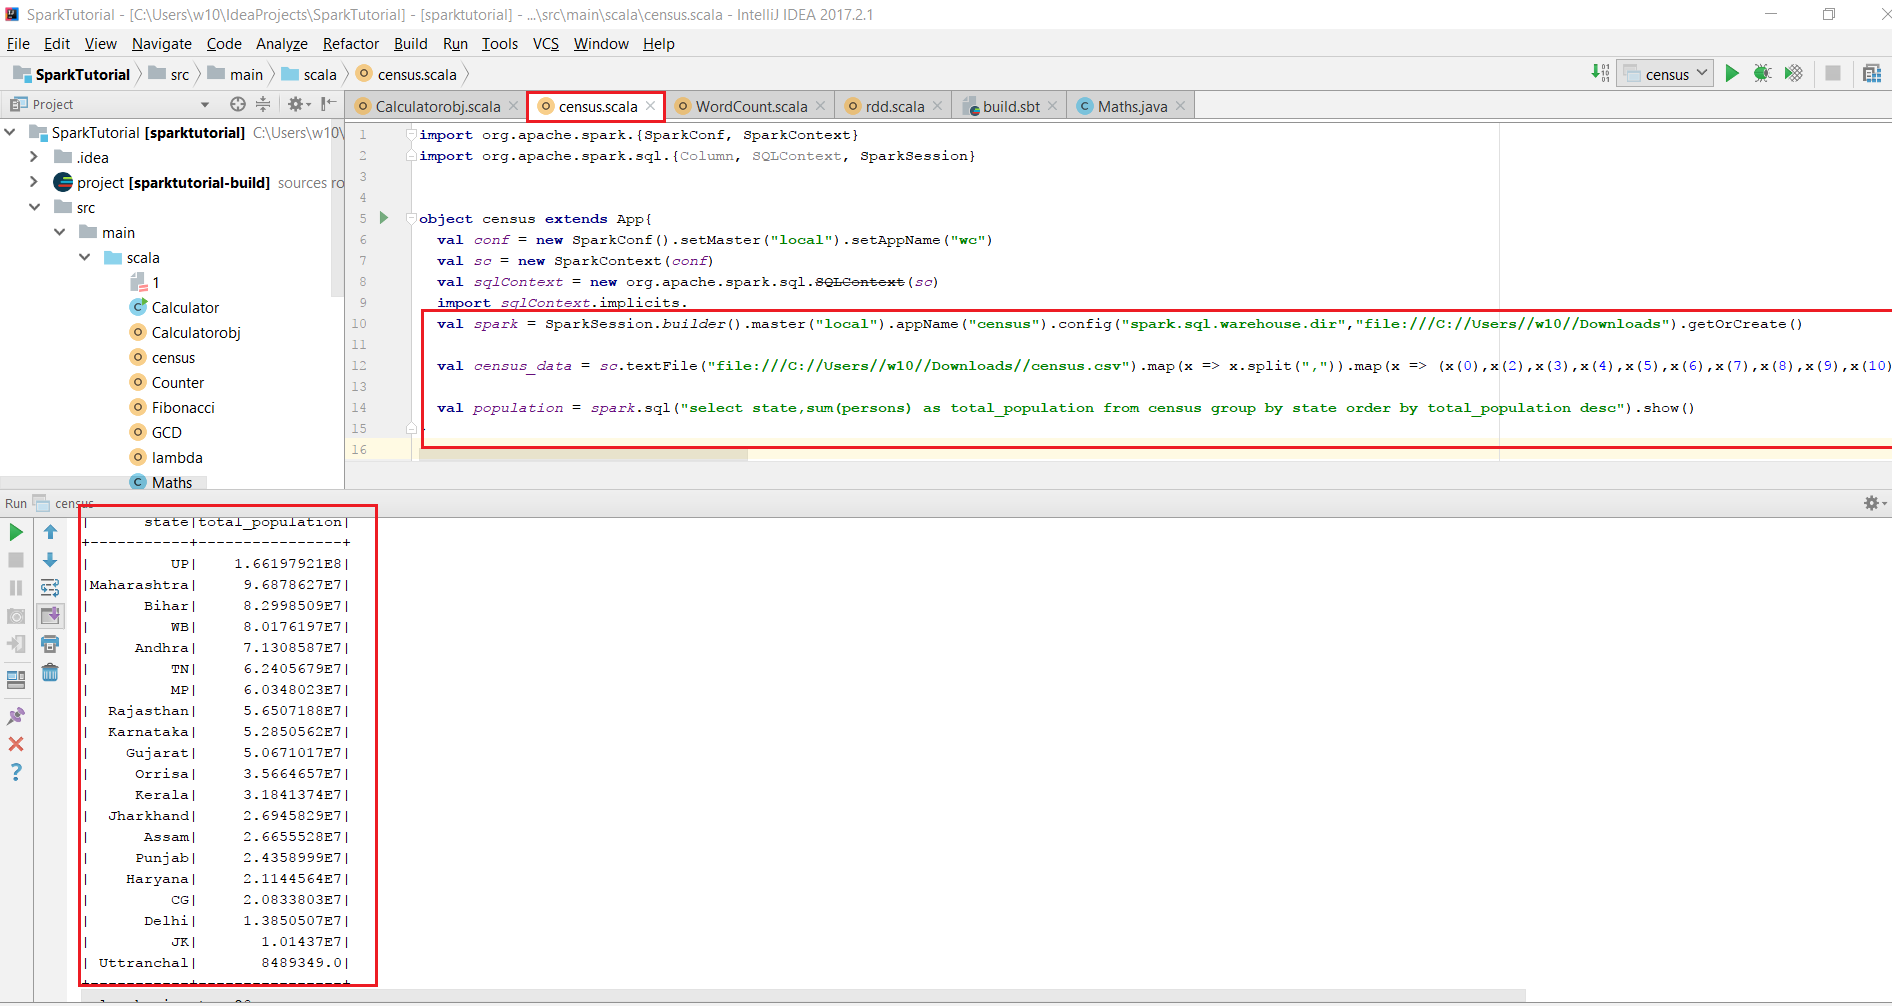 SparkTutorial - [C:\Users\w10\IdeaProjects\SparkTutorial] - [sparktutorial] - ...\src\main\scala\census.scala - IntelliJ IDEA 2017.2.1
File Edit View Navigate Code Analyze Refactor Build Run Tools VCS Window Help
SparkTutorial src main scala census.scala
census
Project
Calculatorobj.scala census.scala WordCount.scala rdd.scala build.sbt Maths.java
SparkTutorial [sparktutorial] C:\Users\w10\
.idea
project [sparktutorial-build] sources ro
src
main
scala
1
Calculator
Calculatorobj
census
Counter
Fibonacci
GCD
lambda
Maths
1 import org.apache.spark.{SparkConf, SparkContext}
2 import org.apache.spark.sql.{Column, SQLContext, SparkSession}
3
4
5 object census extends App{
6 val conf = new SparkConf().setMaster("local").setAppName("wc")
7 val sc = new SparkContext(conf)
8 val sqlContext = new org.apache.spark.sql.SQLContext(sc)
9 import sqlContext.implicits.
10 val spark = SparkSession.builder().master("local").appName("census").config("spark.sql.warehouse.dir","file:///C://Users//w10//Downloads").getOrCreate()
11
12 val census_data = sc.textFile("file:///C://Users//w10//Downloads//census.csv").map(x => x.split(",")).map(x => (x(0),x(2),x(3),x(4),x(5),x(6),x(7),x(8),x(9),x(10)
13
14 val population = spark.sql("select state,sum(persons) as total_population from census group by state order by total_population desc").show()
15
16
Run census
| state|total_population|
+-----------+----------------+
| UP| 1.66197921E8|
|Maharashtra| 9.6878627E7|
| Bihar| 8.2998509E7|
| WB| 8.0176197E7|
| Andhra| 7.1308587E7|
| TN| 6.2405679E7|
| MP| 6.0348023E7|
| Rajasthan| 5.6507188E7|
| Karnataka| 5.2850562E7|
| Gujarat| 5.0671017E7|
| Orrisa| 3.5664657E7|
| Kerala| 3.1841374E7|
| Jharkhand| 2.6945829E7|
| Assam| 2.6655528E7|
| Punjab| 2.4358999E7|
| Haryana| 2.1144564E7|
| CG| 2.0833803E7|
| Delhi| 1.3850507E7|
| JK| 1.01437E7|
| Uttranchal| 8489349.0|
+-----------+----------------+